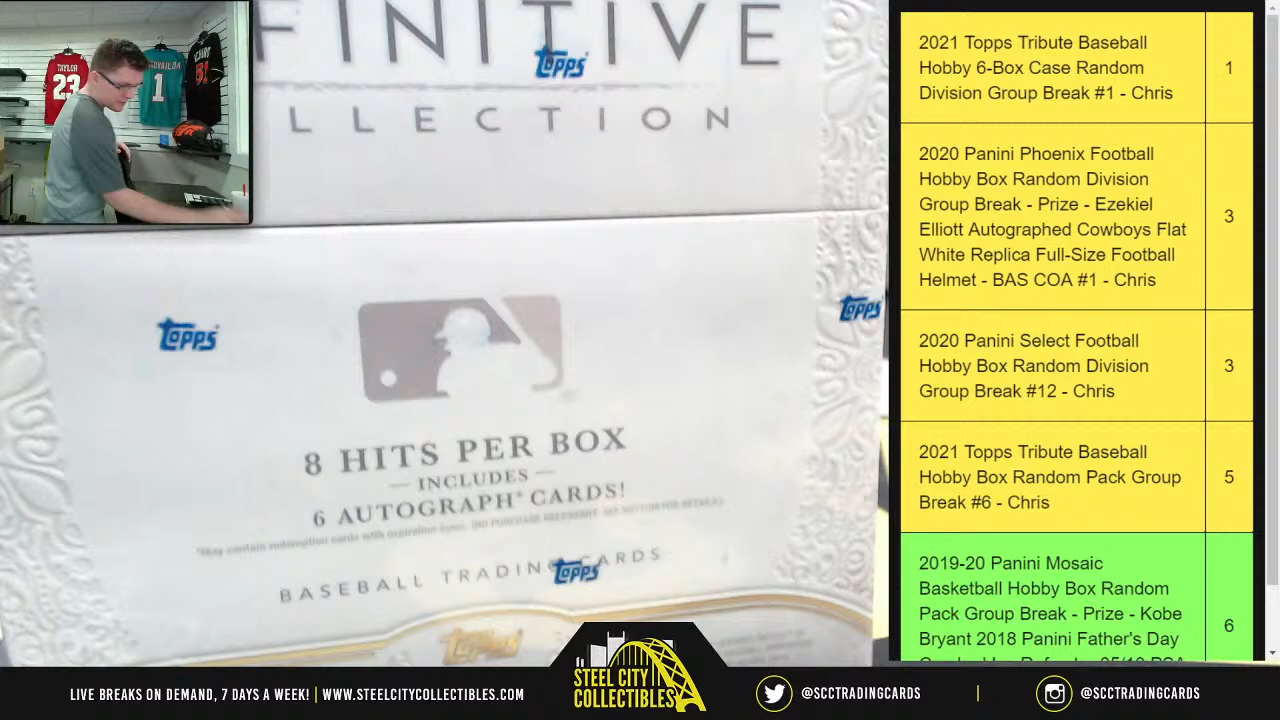 TAYLOR
23
1
51
FINITIVE
Topps
LLECTION
Topps
Topps
8 HITS PER BOX
— INCLUDES —
6 AUTOGRAPH* CARDS!
BASEBALL TRADING CARDS
Topps
Topps
2021 Topps Tribute Baseball
Hobby 6-Box Case Random
Division Group Break #1 - Chris
1
2020 Panini Phoenix Football
Hobby Box Random Division
Group Break - Prize - Ezekiel
Elliott Autographed Cowboys Flat
White Replica Full-Size Football
Helmet - BAS COA #1 - Chris
3
2020 Panini Select Football
Hobby Box Random Division
Group Break #12 - Chris
3
2021 Topps Tribute Baseball
Hobby Box Random Pack Group
Break #6 - Chris
5
2019-20 Panini Mosaic
Basketball Hobby Box Random
Pack Group Break - Prize - Kobe
Bryant 2018 Panini Father's Day
6
LIVE BREAKS ON DEMAND, 7 DAYS A WEEK! | WWW.STEELCITYCOLLECTIBLES.COM
STEEL CITY
COLLECTIBLES
@SCCTRADINGCARDS
@SCCTRADINGCARDS